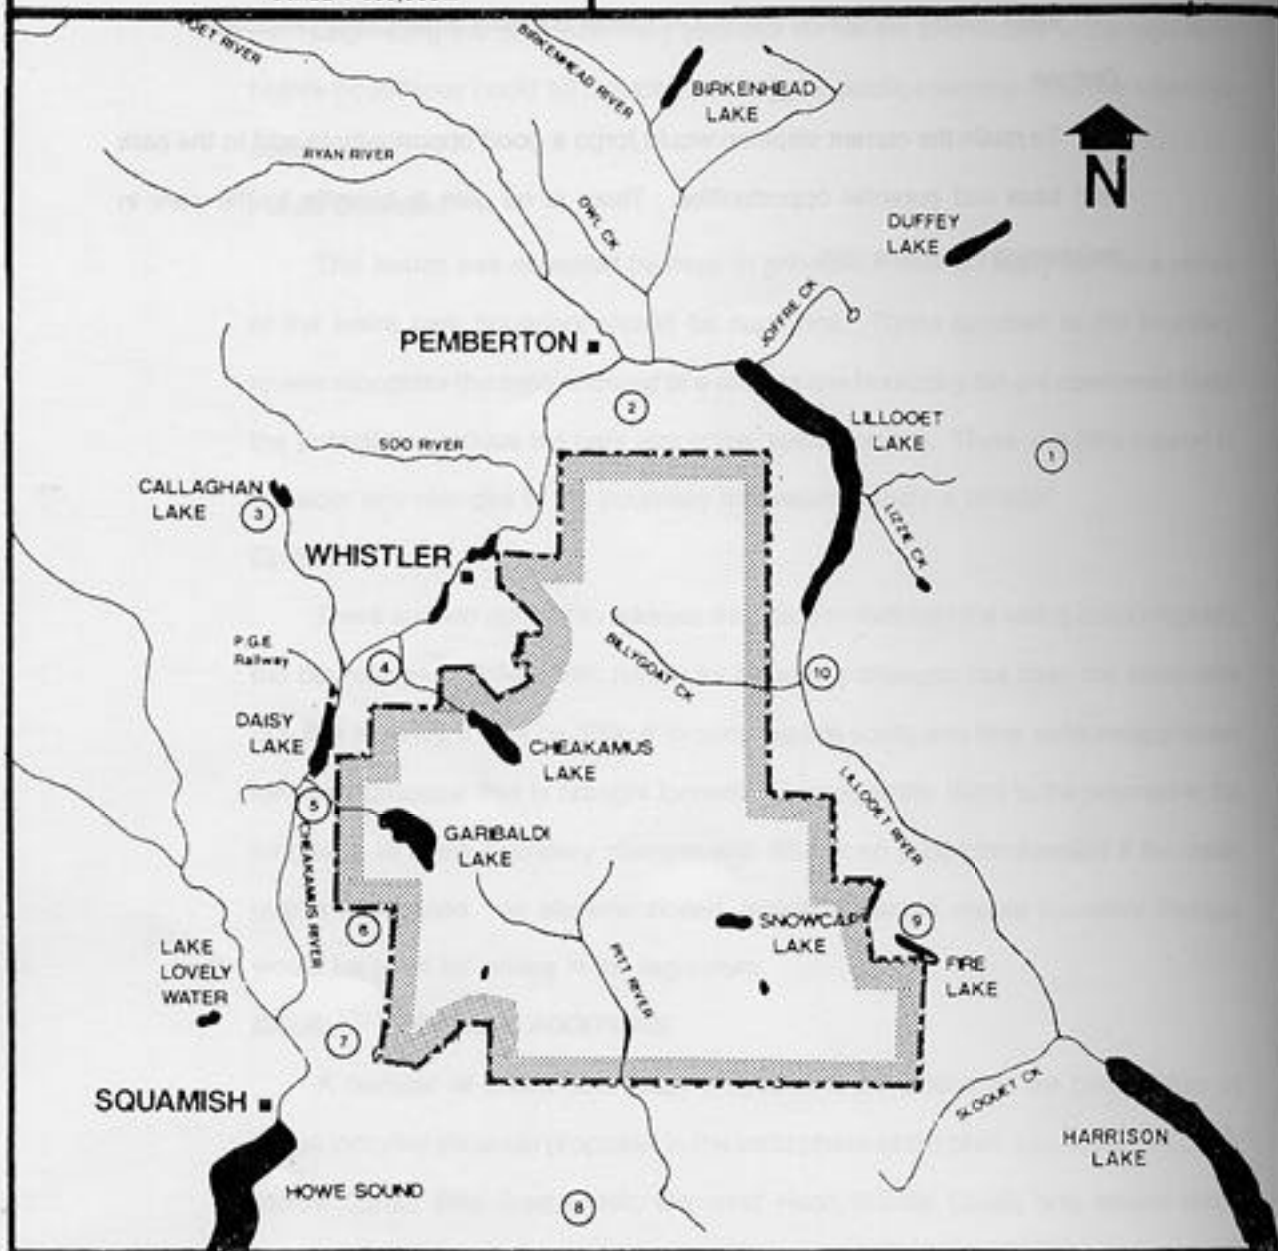 BIRKENHEAD RIVER
BIRKENHEAD
LAKE
RYAN RIVER
OWL CK
N
DUFFEY
LAKE
JOFFRE CK
PEMBERTON
2
LILLOOET
LAKE
1
SOO RIVER
CALLAGHAN
LAKE
3
LIZZIE CK
WHISTLER
P.G.E.
Railway
4
BILLYGOAT CK
10
DAISY
LAKE
CHEAKAMUS
LAKE
LILLOOET RIVER
5
CHEAKAMUS RIVER
GARIBALDI
LAKE
6
SNOWCAP
LAKE
9
FIRE
LAKE
LAKE
LOVELY
WATER
PITT RIVER
7
SQUAMISH
SLOQUET CK
HARRISON
LAKE
HOWE SOUND
8